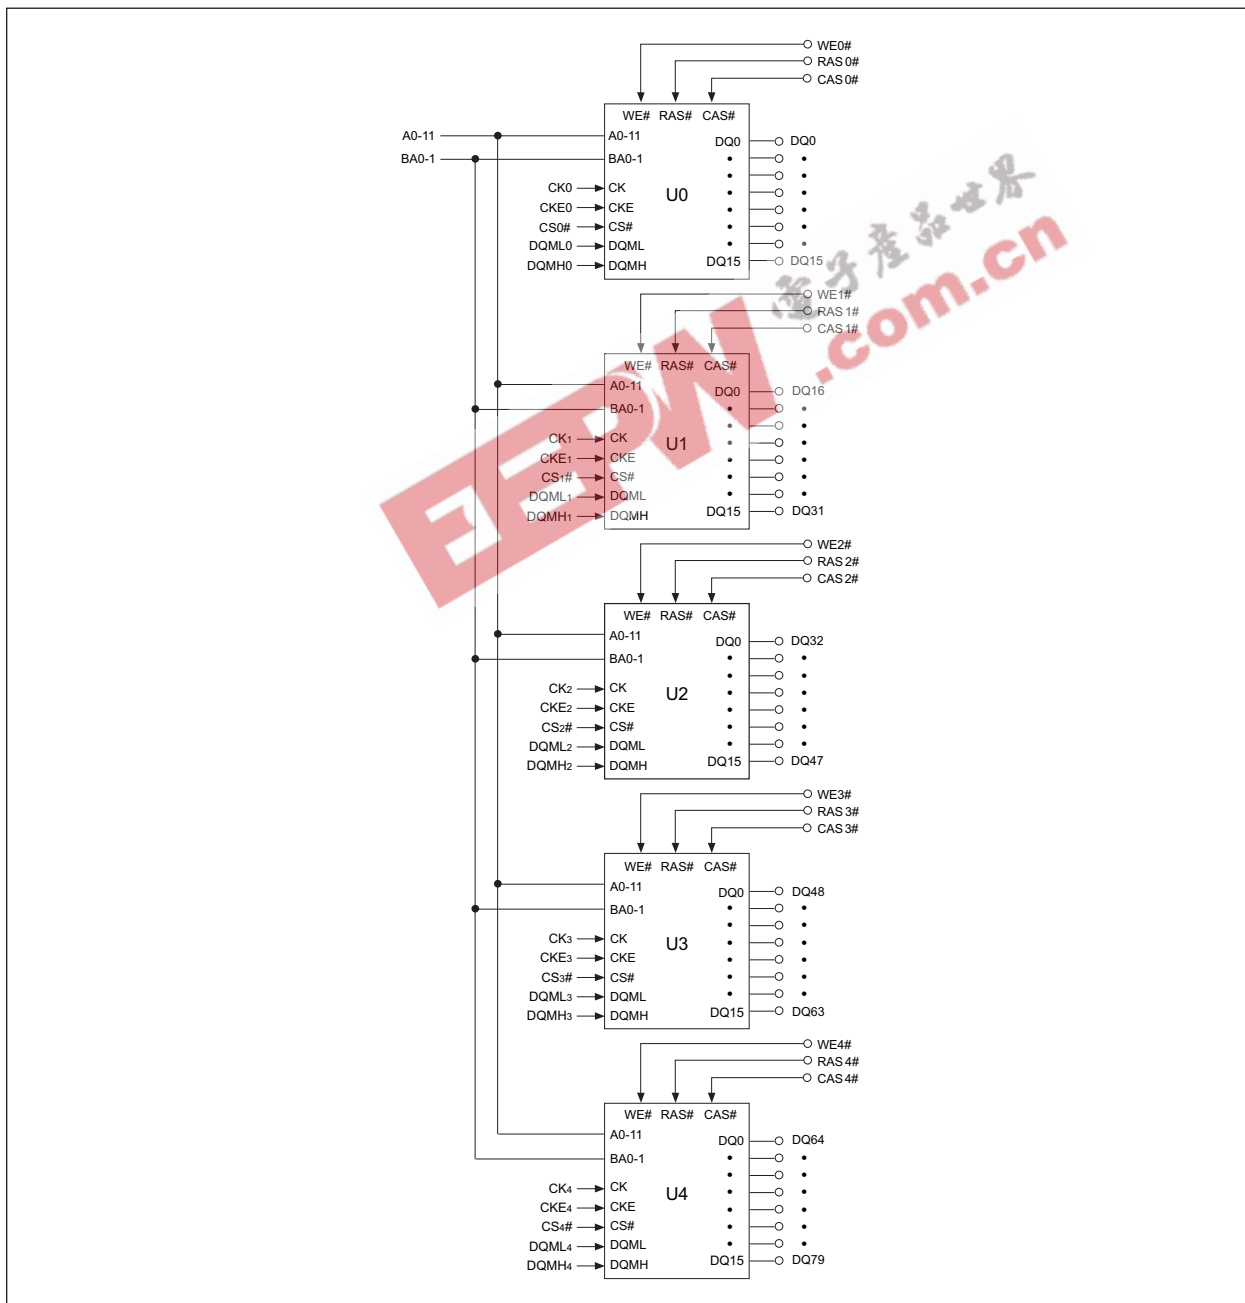 WE0#
RAS0#
CAS0#
WE# RAS# CAS#
A0-11 A0-11 DQ0 DQ0
BA0-1 BA0-1
CK0 CK
U0
CKE0 CKE
CS0# CS#
DQML0 DQML
DQMH0 DQMH DQ15 DQ15
WE1#
RAS1#
CAS1#
WE# RAS# CAS#
A0-11 DQ0 DQ16
BA0-1
CK1 CK
U1
CKE1 CKE
CS1# CS#
DQML1 DQML
DQMH1 DQMH DQ15 DQ31
WE2#
RAS2#
CAS2#
WE# RAS# CAS#
A0-11 DQ0 DQ32
BA0-1
CK2 CK
U2
CKE2 CKE
CS2# CS#
DQML2 DQML
DQMH2 DQMH DQ15 DQ47
WE3#
RAS3#
CAS3#
WE# RAS# CAS#
A0-11 DQ0 DQ48
BA0-1
CK3 CK
U3
CKE3 CKE
CS3# CS#
DQML3 DQML
DQMH3 DQMH DQ15 DQ63
WE4#
RAS4#
CAS4#
WE# RAS# CAS#
A0-11 DQ0 DQ64
BA0-1
CK4 CK
U4
CKE4 CKE
CS4# CS#
DQML4 DQML
DQMH4 DQMH DQ15 DQ79
EEPW.com.cn
電子產品世界